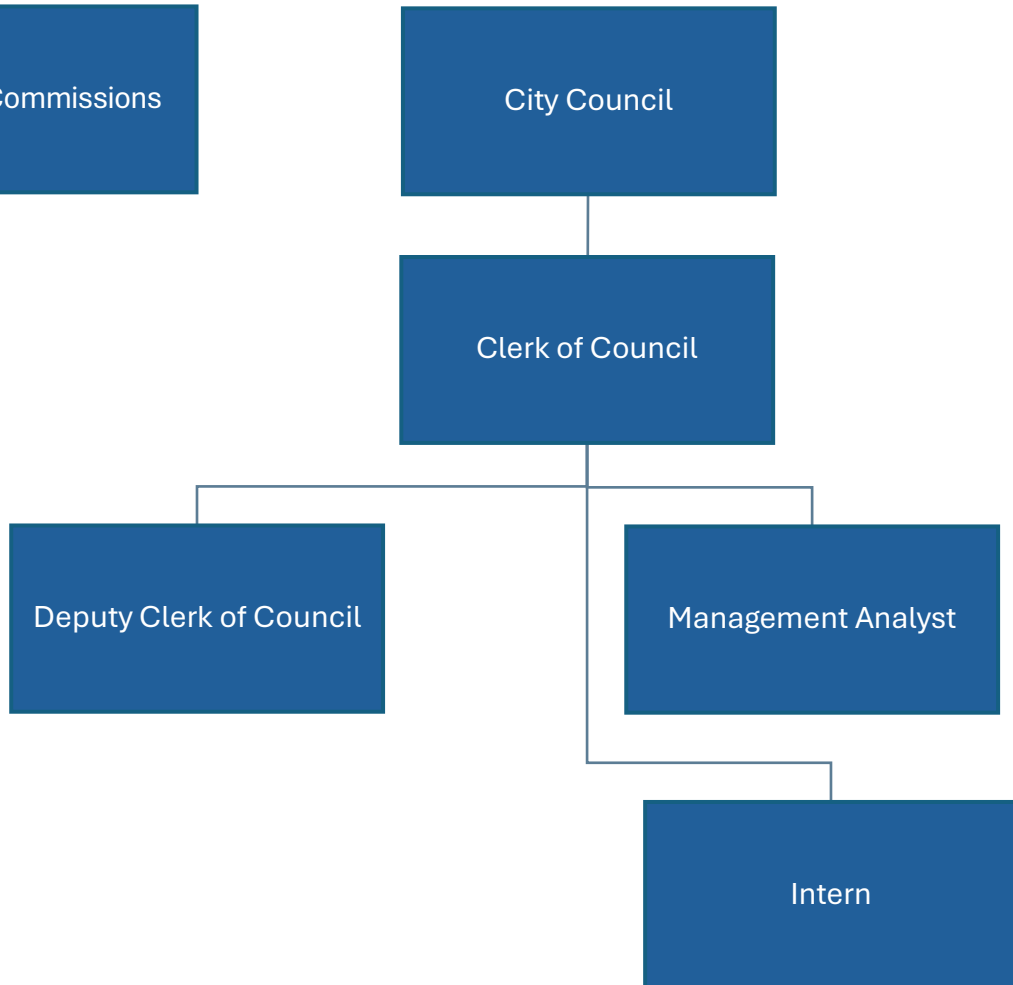 Commissions
City Council
Clerk of Council
Deputy Clerk of Council
Management Analyst
Intern